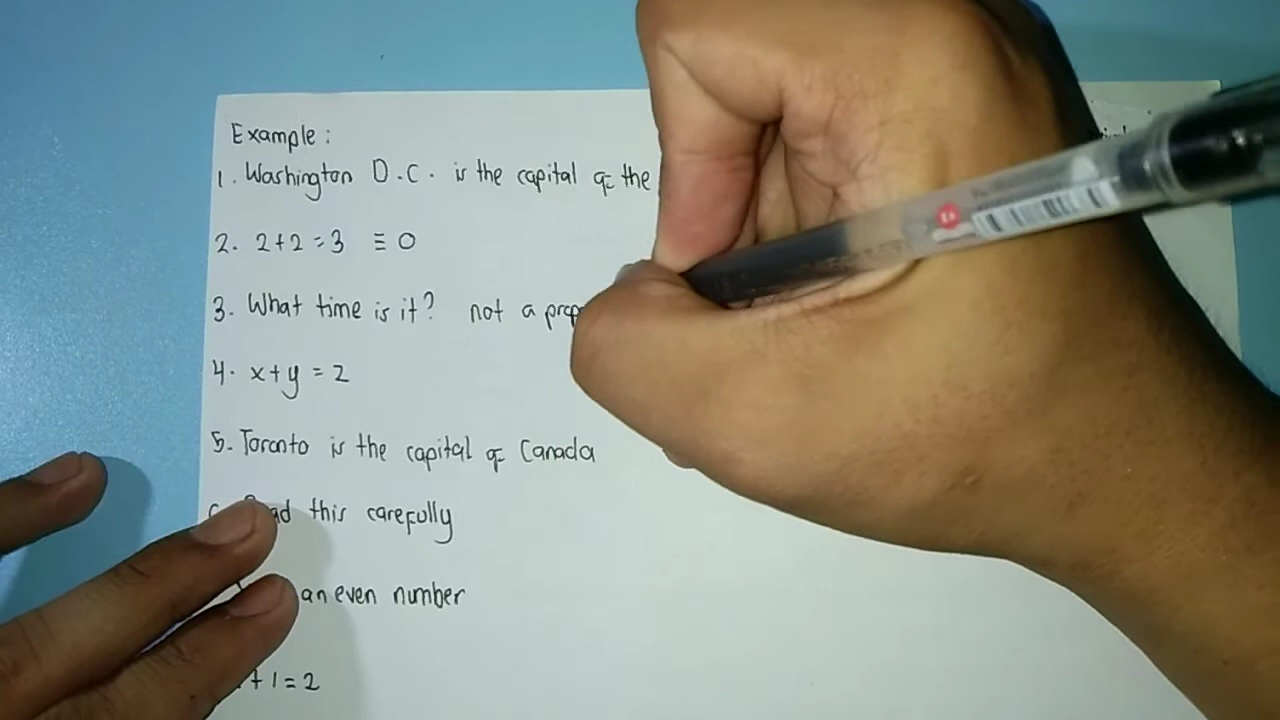 Example:
1. Washington D.C. is the capital of the
2. 2+2=3 ≡ 0
3. What time is it? not a prop
4. x+y=2
5. Toronto is the capital of Canada
this carefully
an even number
+1=2